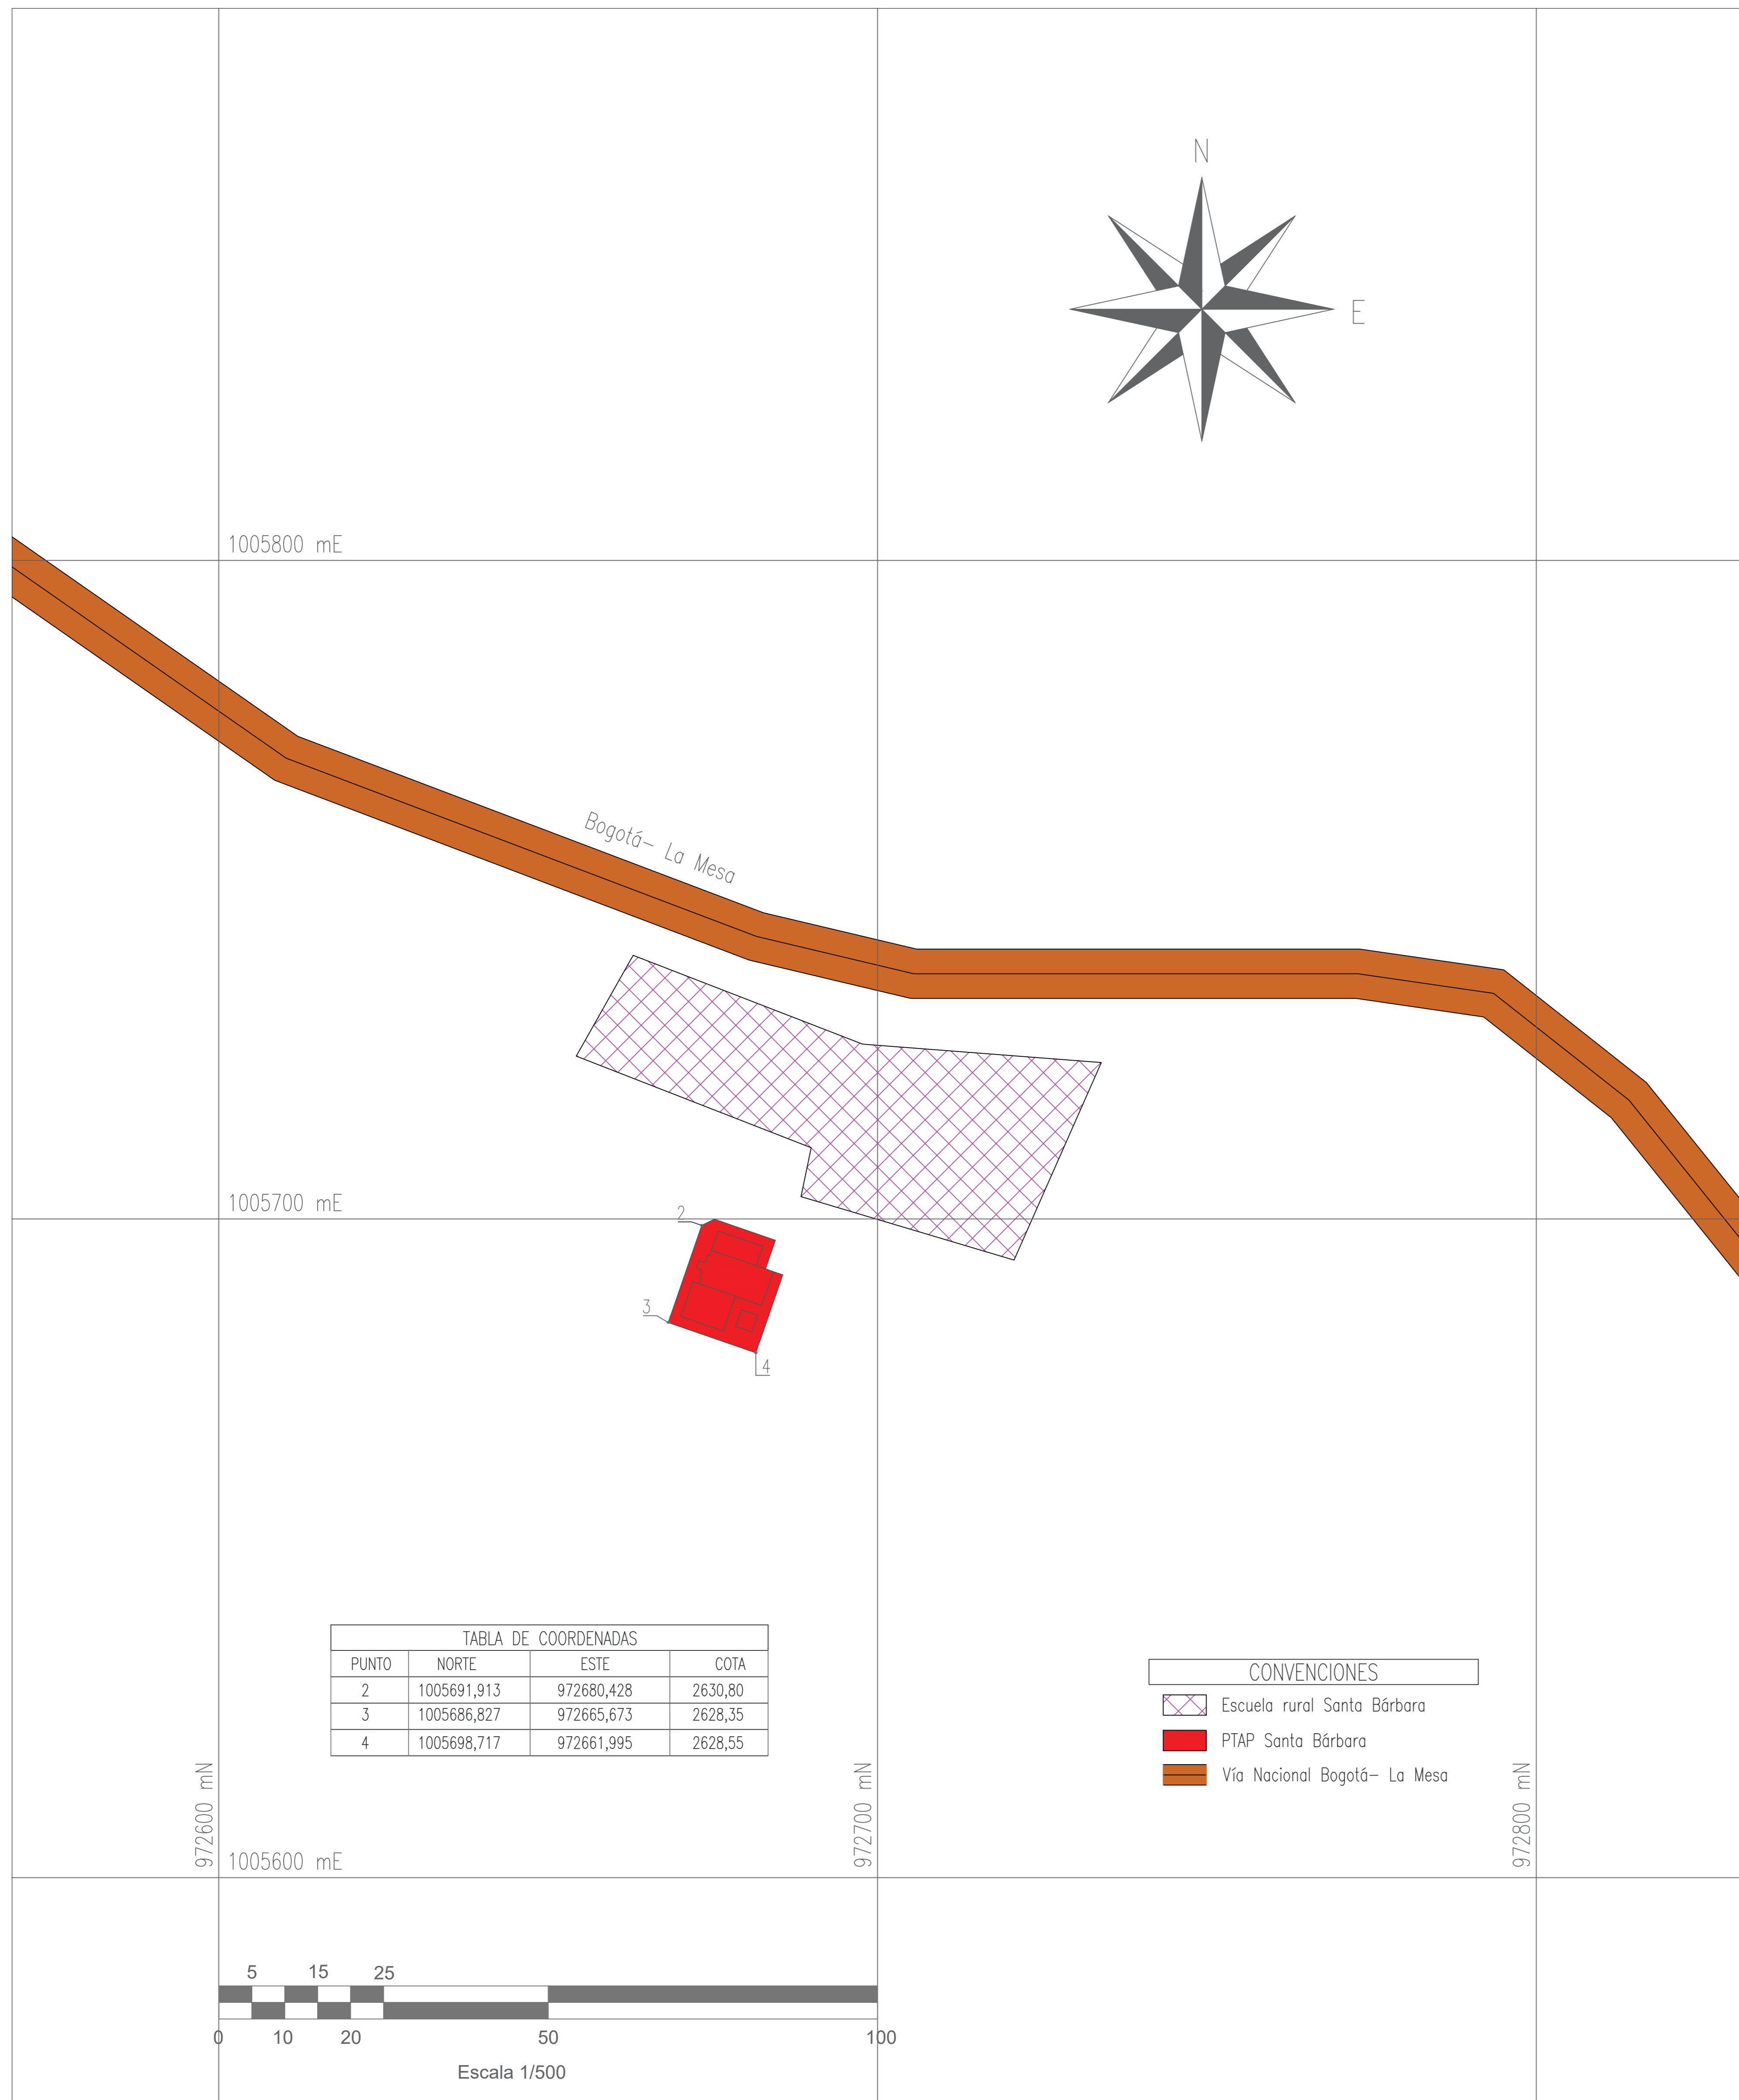 N
E
1005800 mE
Bogotá- La Mesa
1005700 mE
2
3
4
TABLA DE COORDENADAS
PUNTO NORTE ESTE COTA
2 1005691,913 972680,428 2630,80
3 1005686,827 972665,673 2628,35
4 1005698,717 972661,995 2628,55
CONVENCIONES
Escuela rural Santa Bárbara
PTAP Santa Bárbara
Vía Nacional Bogotá- La Mesa
972600 mN
972700 mN
972800 mN
1005600 mE
5 15 25
0 10 20 50 100
Escala 1/500